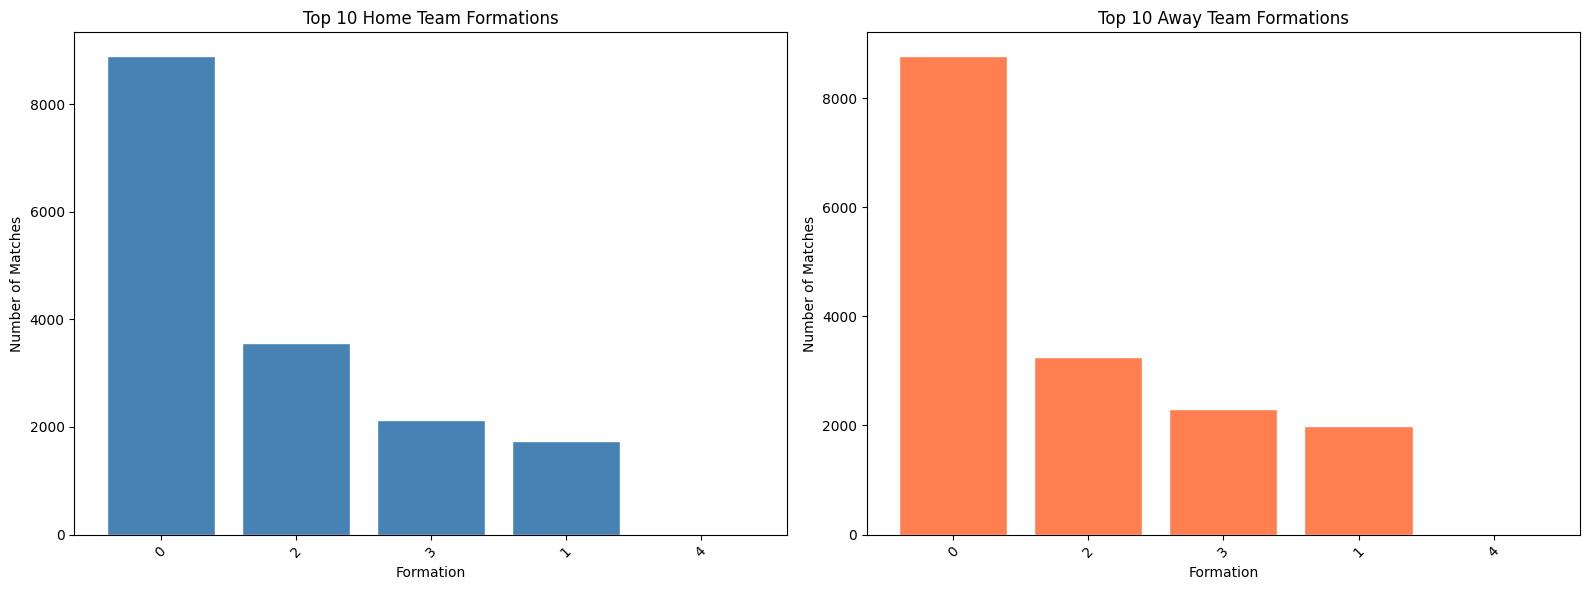 Top 10 Home Team Formations
Number of Matches
8000
6000
4000
2000
0
0 2 3 1 4
Formation
Top 10 Away Team Formations
Number of Matches
8000
6000
4000
2000
0
0 2 3 1 4
Formation